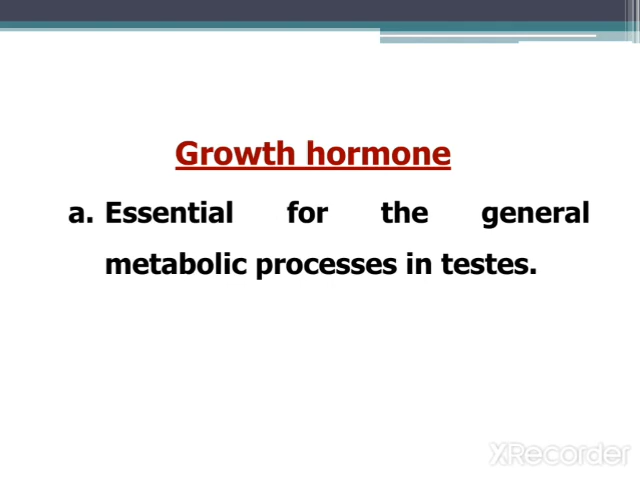 Growth hormone
a. Essential for the general
metabolic processes in testes.
XRecorder